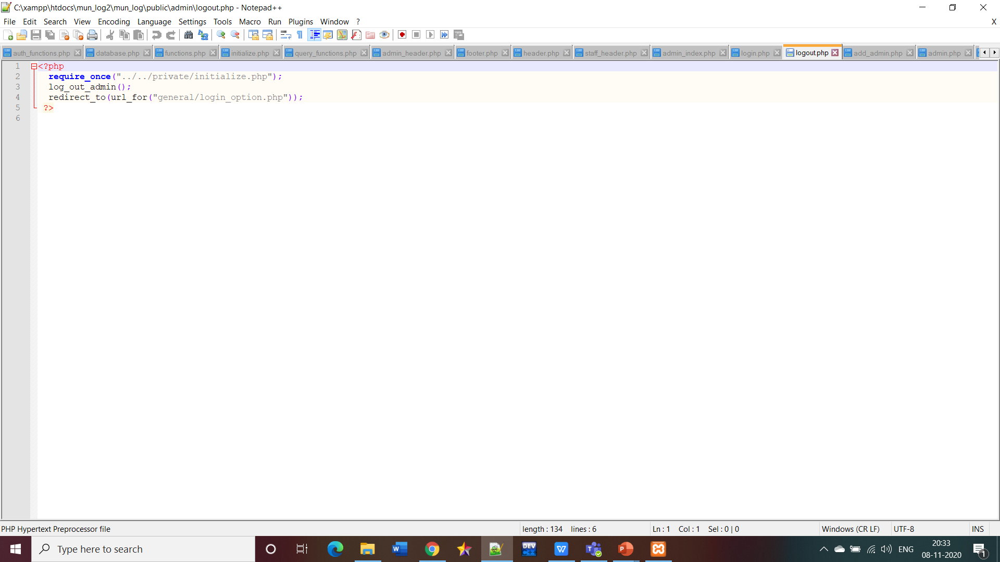 C:\xampp\htdocs\mun_log2\mun_log\public\admin\logout.php - Notepad++
File Edit Search View Encoding Language Settings Tools Macro Run Plugins Window ? X
auth_functions.php database.php functions.php initialize.php query_functions.php admin_header.php footer.php header.php staff_header.php admin_index.php login.php logout.php add_admin.php admin.php
1 <?php
2 require_once("../../private/initialize.php");
3 log_out_admin();
4 redirect_to(url_for("general/login_option.php"));
5 ?>
6
PHP Hypertext Preprocessor file length : 134 lines : 6 Ln : 1 Col : 1 Sel : 0 | 0 Windows (CR LF) UTF-8 INS
Type here to search DEV C++ ENG 20:33
08-11-2020 1